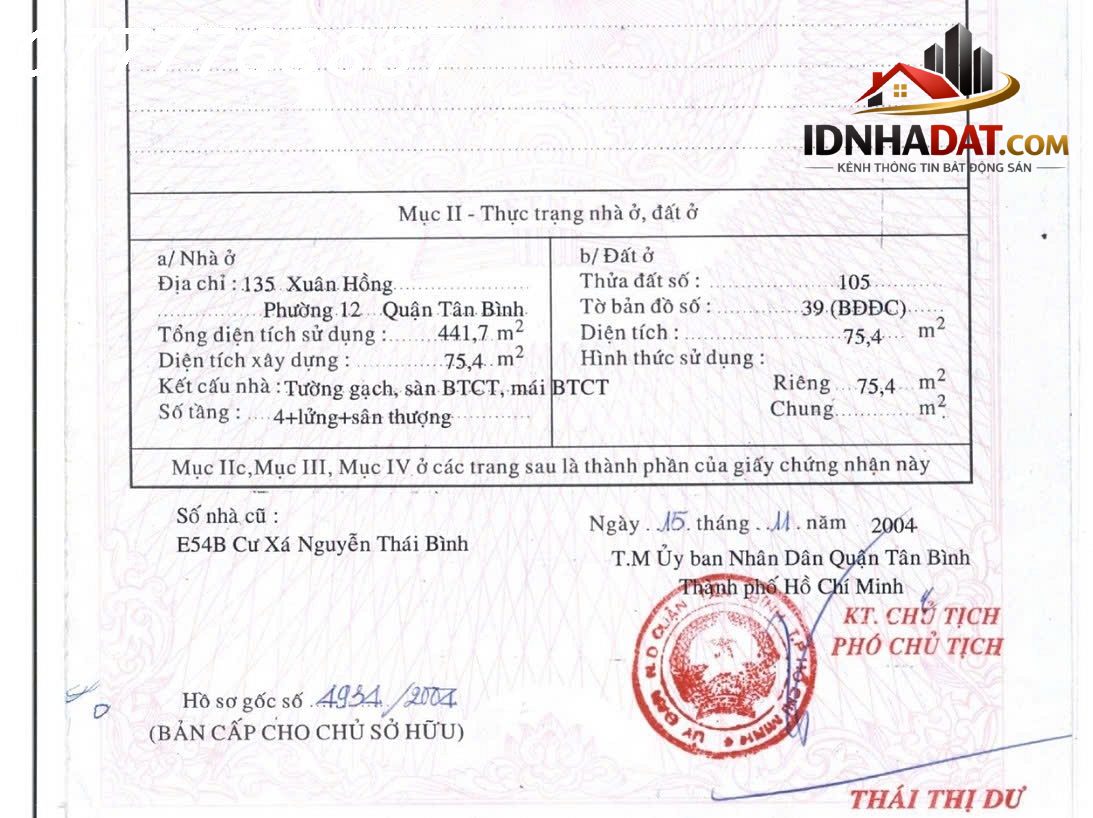 IDNHADAT.COM
KÊNH THÔNG TIN BẤT ĐỘNG SẢN
Mục II - Thực trạng nhà ở, đất ở
a/ Nhà ở
Địa chỉ : 135 Xuân Hồng
Phường 12 Quận Tân Bình
Tổng diện tích sử dụng : 441,7 m²
Diện tích xây dựng : 75,4 m²
Kết cấu nhà : Tường gạch, sàn BTCT, mái BTCT
Số tầng : 4+lửng+sân thượng
b/ Đất ở
Thửa đất số : 105
Tờ bản đồ số : 39 (BĐĐC)
Diện tích : 75,4 m²
Hình thức sử dụng :
Riêng 75,4 m²
Chung m²
Mục IIc,Mục III, Mục IV ở các trang sau là thành phần của giấy chứng nhận này
Số nhà cũ :
E54B Cư Xá Nguyễn Thái Bình
Ngày 15 tháng 11 năm 2004
T.M Ủy ban Nhân Dân Quận Tân Bình
Thành phố Hồ Chí Minh
KT. CHỦ TỊCH
PHÓ CHỦ TỊCH
Hồ sơ gốc số 4934/2004
(BẢN CẤP CHO CHỦ SỞ HỮU)
THÁI THỊ DƯ